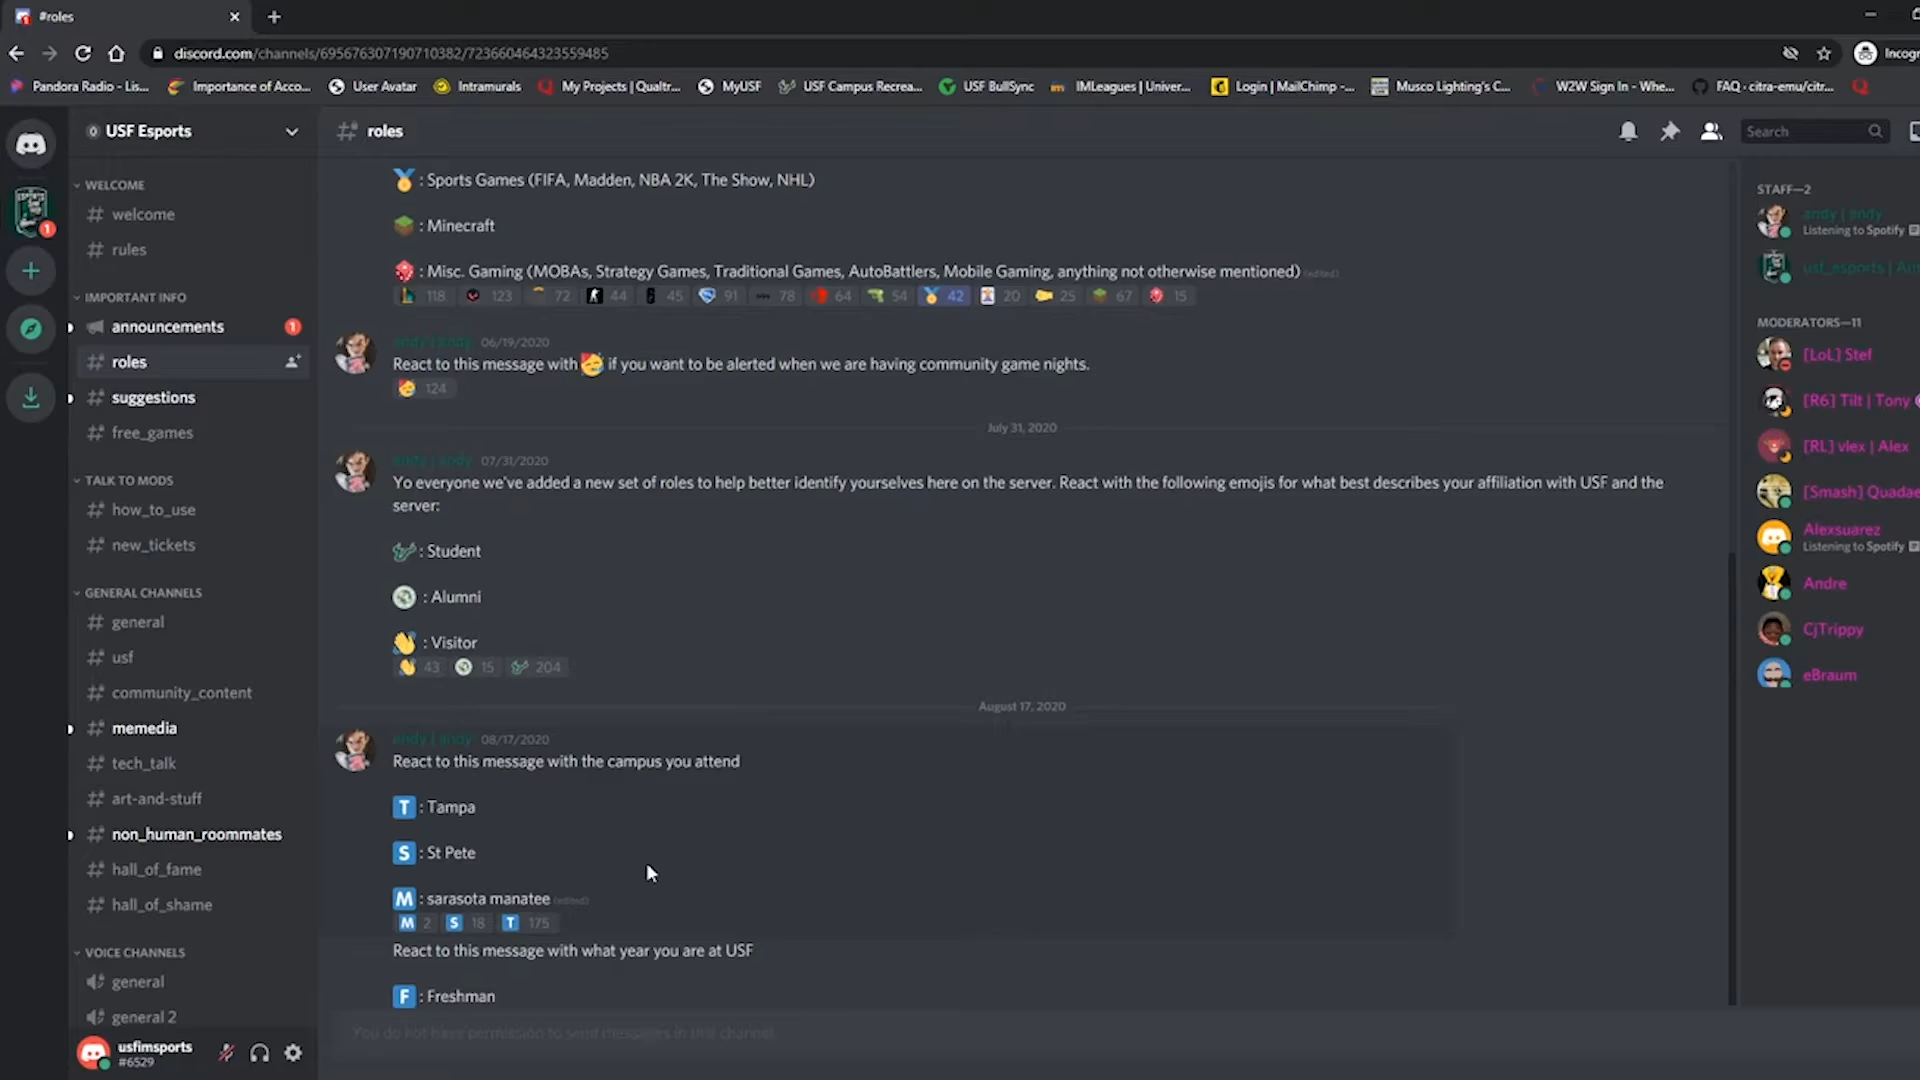 #roles
discord.com/channels/695676307190710382/723660464323559485
Incogn
Pandora Radio - Lis...
Importance of Acco...
User Avatar
Intramurals
My Projects | Qualtr...
MyUSF
USF Campus Recrea...
USF BullSync
IMLeagues | Univer...
Login | MailChimp -...
Musco Lighting's C...
W2W Sign In - Whe...
FAQ · citra-emu/citr...
USF Esports
roles
Search
WELCOME
welcome
rules
IMPORTANT INFO
announcements
1
roles
suggestions
free_games
TALK TO MODS
how_to_use
new_tickets
GENERAL CHANNELS
general
usf
community_content
memedia
tech_talk
art-and-stuff
non_human_roommates
hall_of_fame
hall_of_shame
VOICE CHANNELS
general
general 2
usfimsports
#6529
1
: Sports Games (FIFA, Madden, NBA 2K, The Show, NHL)
: Minecraft
: Misc. Gaming (MOBAs, Strategy Games, Traditional Games, AutoBattlers, Mobile Gaming, anything not otherwise mentioned) (edited)
118 123 72 44 45 91 78 64 54 42 20 25 67 15
andy | andy 06/19/2020
React to this message with if you want to be alerted when we are having community game nights.
124
July 31, 2020
andy | andy 07/31/2020
Yo everyone we've added a new set of roles to help better identify yourselves here on the server. React with the following emojis for what best describes your affiliation with USF and the
server:
: Student
: Alumni
: Visitor
43 15 204
August 17, 2020
andy | andy 08/17/2020
React to this message with the campus you attend
T : Tampa
S : St Pete
M : sarasota manatee (edited)
M 2 S 18 T 175
React to this message with what year you are at USF
F : Freshman
You do not have permission to send messages in this channel.
STAFF—2
andy | andy
Listening to Spotify
usf_esports | Au
MODERATORS—11
[LoL] Stef
[R6] Tilt | Tony
[RL] vlex | Alex
[Smash] Quadae
Alexsuarez
Listening to Spotify
Andre
CjTrippy
eBraum